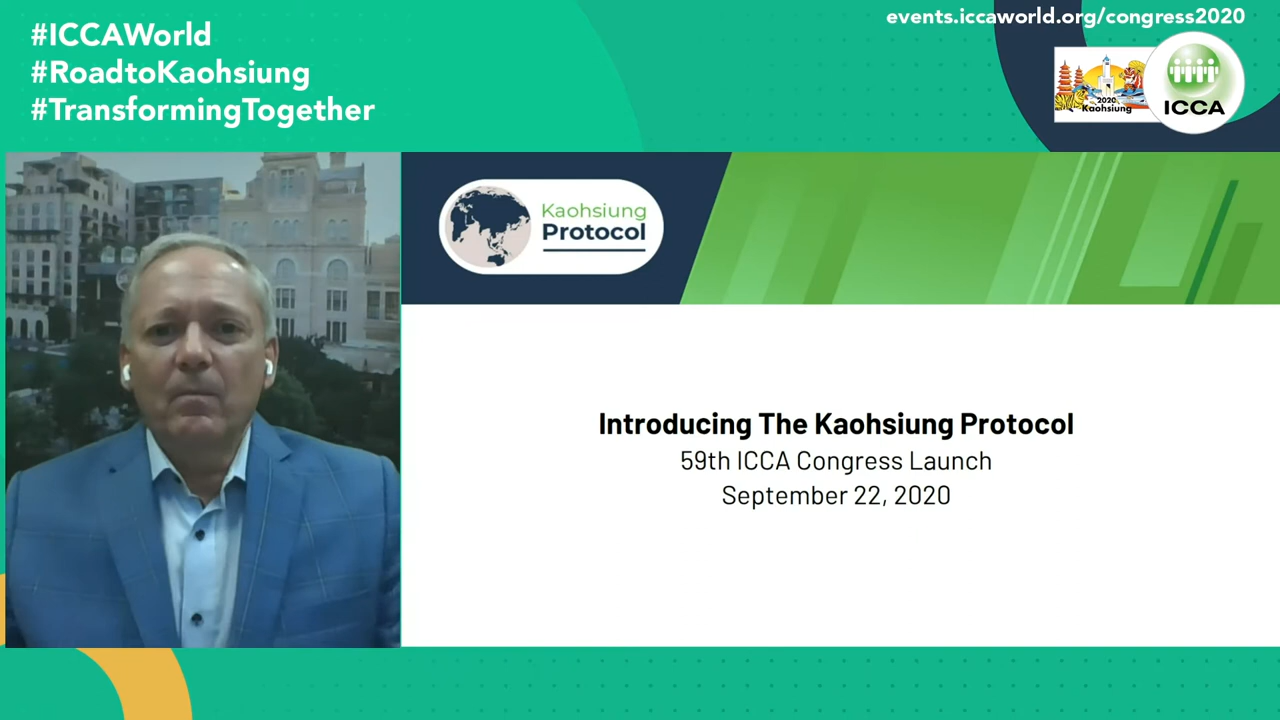 #ICCAWorld
#RoadtoKaohsiung
#TransformingTogether
events.iccaworld.org/congress2020
2020
Kaohsiung
ICCA
Kaohsiung
Protocol
Introducing The Kaohsiung Protocol
59th ICCA Congress Launch
September 22, 2020